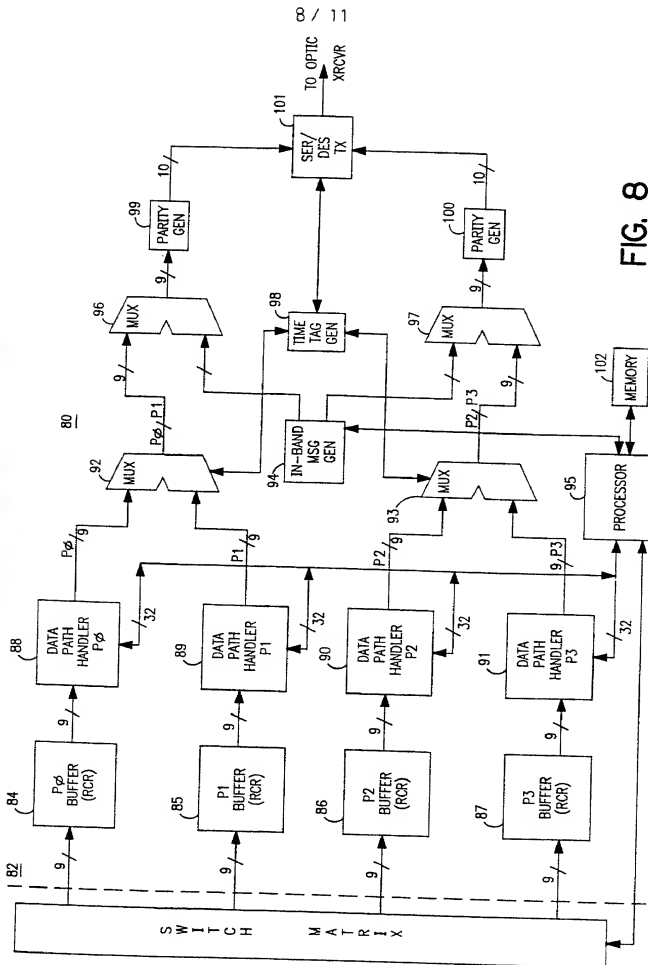 8 / 11
80
82
SWITCH MATRIX
9
84
PØ
BUFFER
(RCR)
9
88
DATA
PATH
HANDLER
PØ
32
PØ
9
9
85
P1
BUFFER
(RCR)
9
89
DATA
PATH
HANDLER
P1
32
P1
9
9
86
P2
BUFFER
(RCR)
9
90
DATA
PATH
HANDLER
P2
32
P2
9
9
87
P3
BUFFER
(RCR)
9
91
DATA
PATH
HANDLER
P3
32
9,P3
92
MUX
PØ P1
9
93
MUX
P2 P3
9
94
IN-BAND
MSG
GEN
95
PROCESSOR
102
MEMORY
96
MUX
9
97
MUX
9
98
TIME
TAG
GEN
99
PARITY
GEN
10
100
PARITY
GEN
10
101
SER/
DES
TX
TO OPTIC
XRCVR
FIG. 8